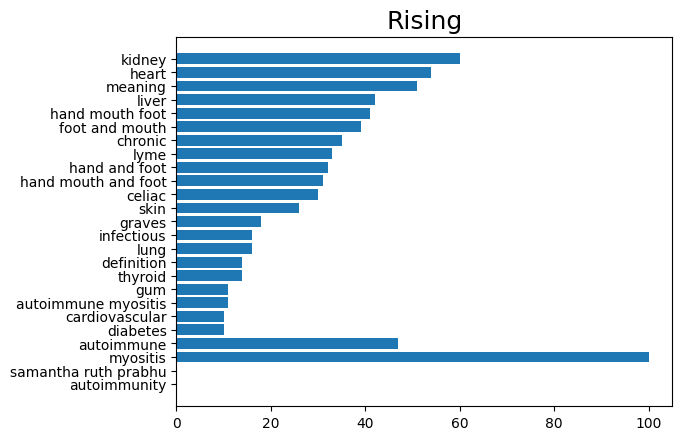 Rising
kidney
heart
meaning
liver
hand mouth foot
foot and mouth
chronic
lyme
hand and foot
hand mouth and foot
celiac
skin
graves
infectious
lung
definition
thyroid
gum
autoimmune myositis
cardiovascular
diabetes
autoimmune
myositis
samantha ruth prabhu
autoimmunity
0 20 40 60 80 100